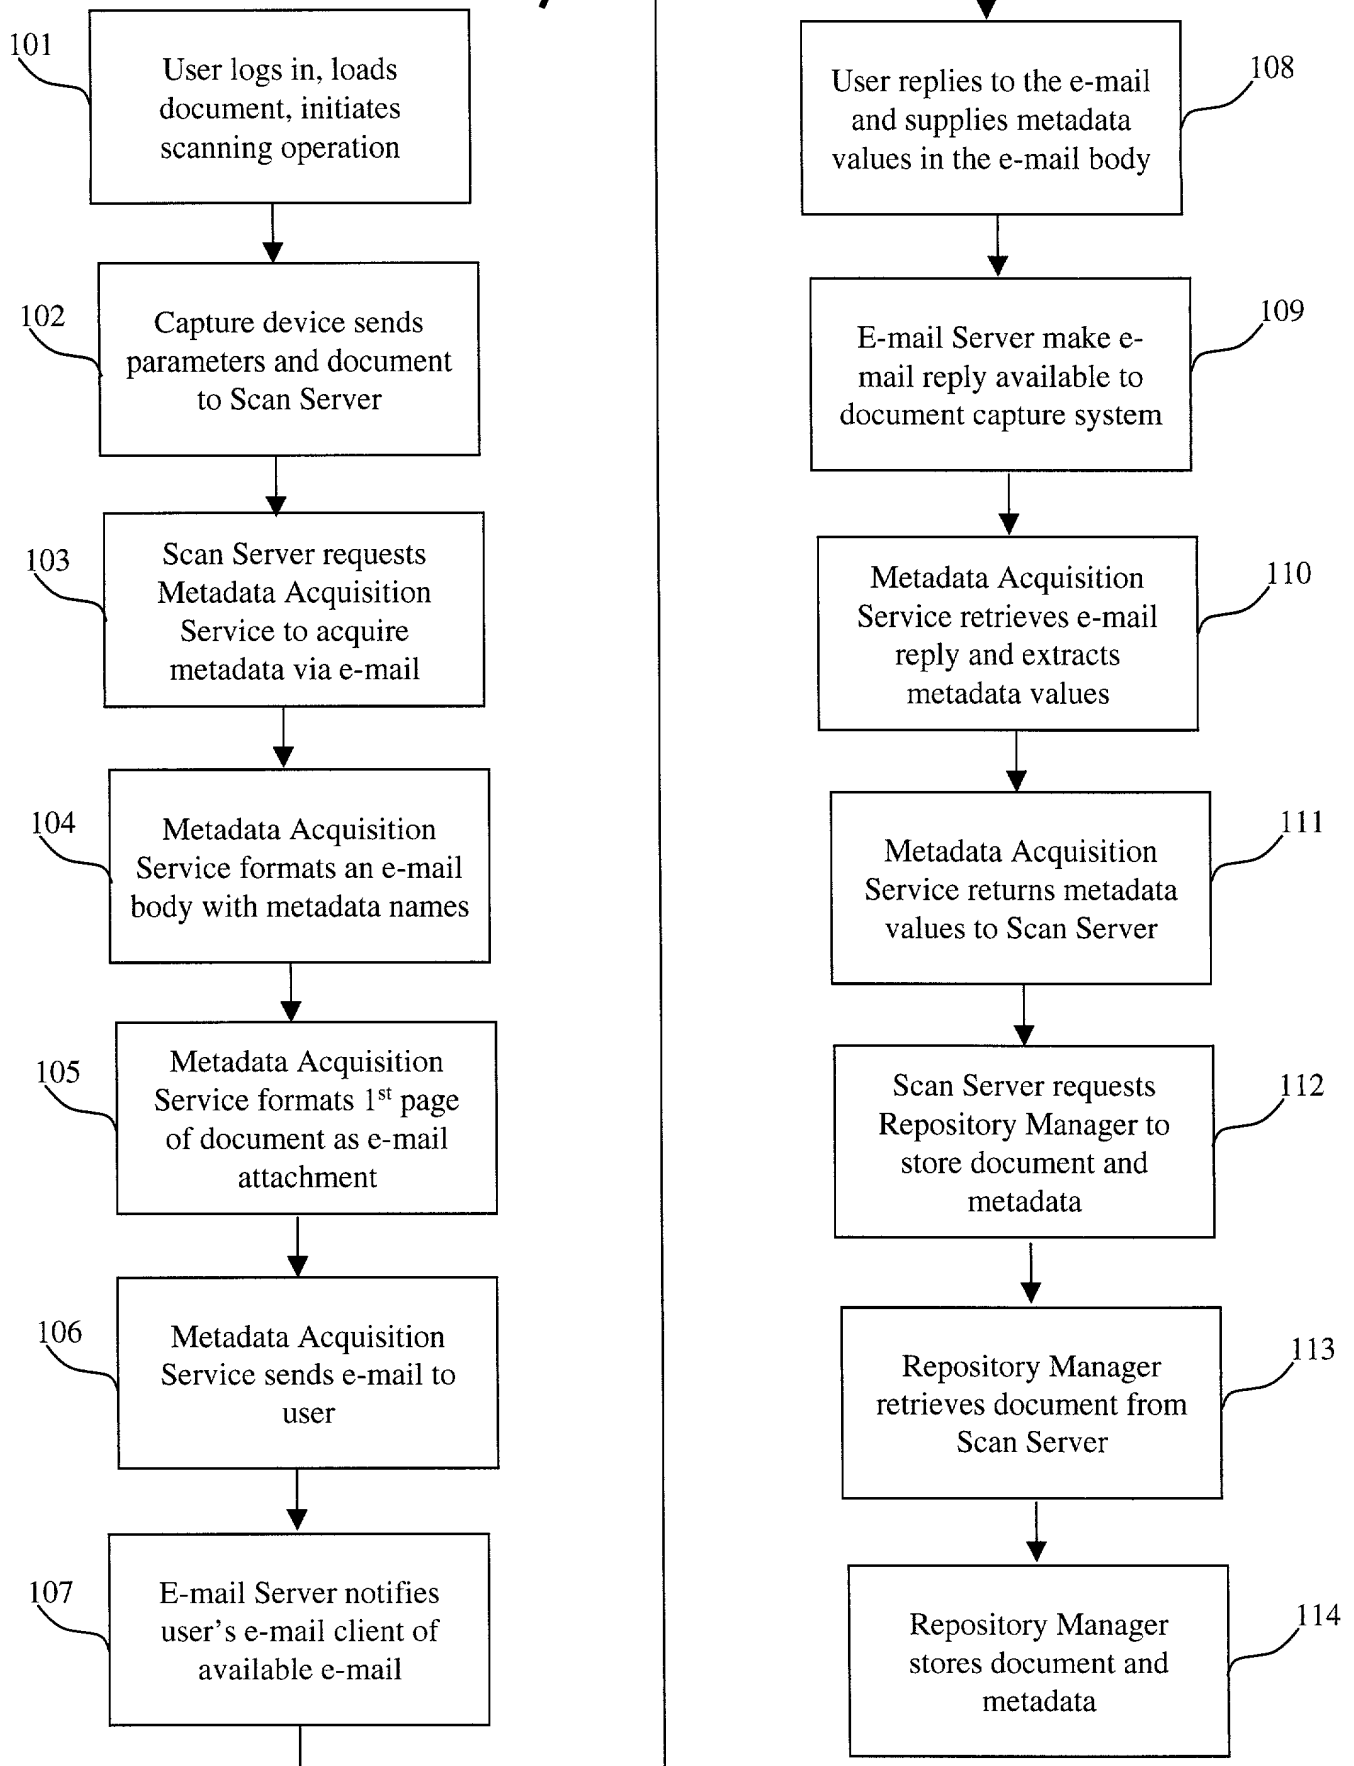 101
User logs in, loads
document, initiates
scanning operation
102
Capture device sends
parameters and document
to Scan Server
103
Scan Server requests
Metadata Acquisition
Service to acquire
metadata via e-mail
104
Metadata Acquisition
Service formats an e-mail
body with metadata names
105
Metadata Acquisition
Service formats 1st page
of document as e-mail
attachment
106
Metadata Acquisition
Service sends e-mail to
user
107
E-mail Server notifies
user's e-mail client of
available e-mail
108
User replies to the e-mail
and supplies metadata
values in the e-mail body
109
E-mail Server make e-
mail reply available to
document capture system
110
Metadata Acquisition
Service retrieves e-mail
reply and extracts
metadata values
111
Metadata Acquisition
Service returns metadata
values to Scan Server
112
Scan Server requests
Repository Manager to
store document and
metadata
113
Repository Manager
retrieves document from
Scan Server
114
Repository Manager
stores document and
metadata